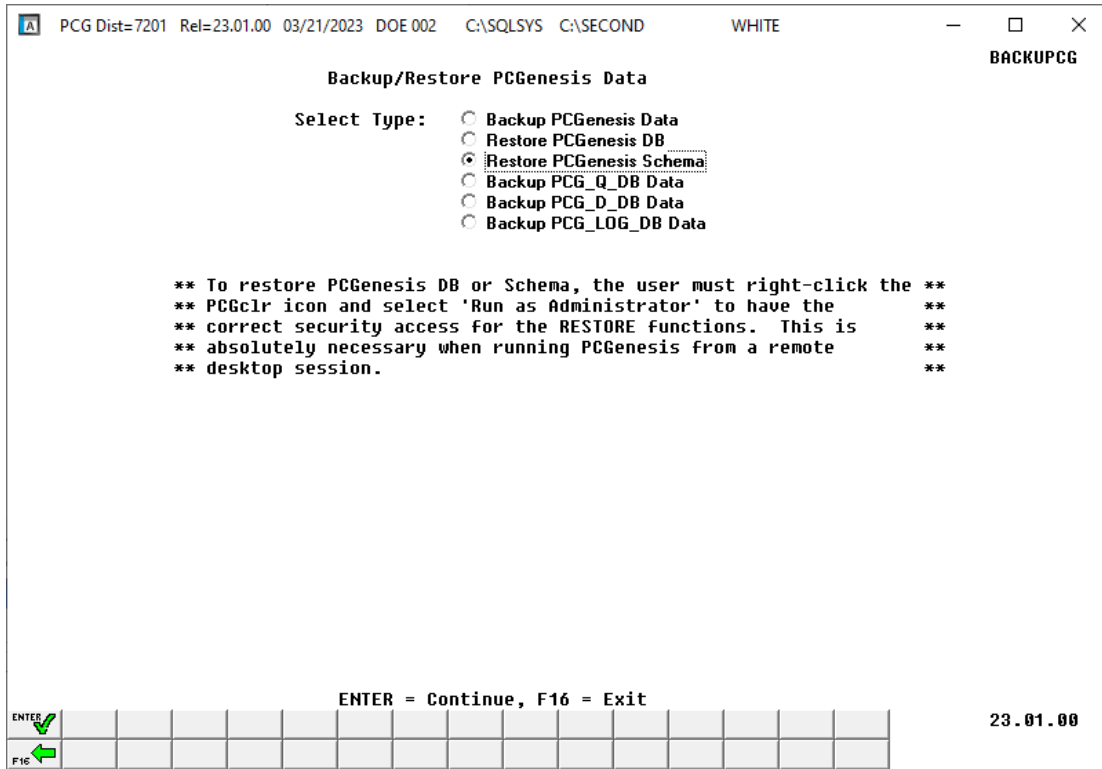 A PCG Dist=7201 Rel=23.01.00 03/21/2023 DOE 002 C:\SQLSYS C:\SECOND WHITE
BACKUPCG
Backup/Restore PCGenesis Data
Select Type: Backup PCGenesis Data
Restore PCGenesis DB
Restore PCGenesis Schema
Backup PCG_Q_DB Data
Backup PCG_D_DB Data
Backup PCG_LOG_DB Data
** To restore PCGenesis DB or Schema, the user must right-click the **
** PCGclr icon and select 'Run as Administrator' to have the **
** correct security access for the RESTORE functions. This is **
** absolutely necessary when running PCGenesis from a remote **
** desktop session. **
ENTER = Continue, F16 = Exit
ENTER
23.01.00
F16